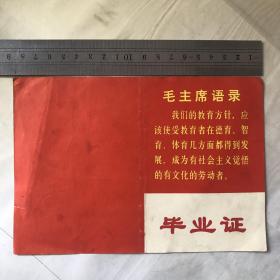 毛主席语录
我们的教育方针，应
该使受教育者在德育、智
育、体育几方面都得到发
展，成为有社会主义觉悟
的有文化的劳动者。
毕业证